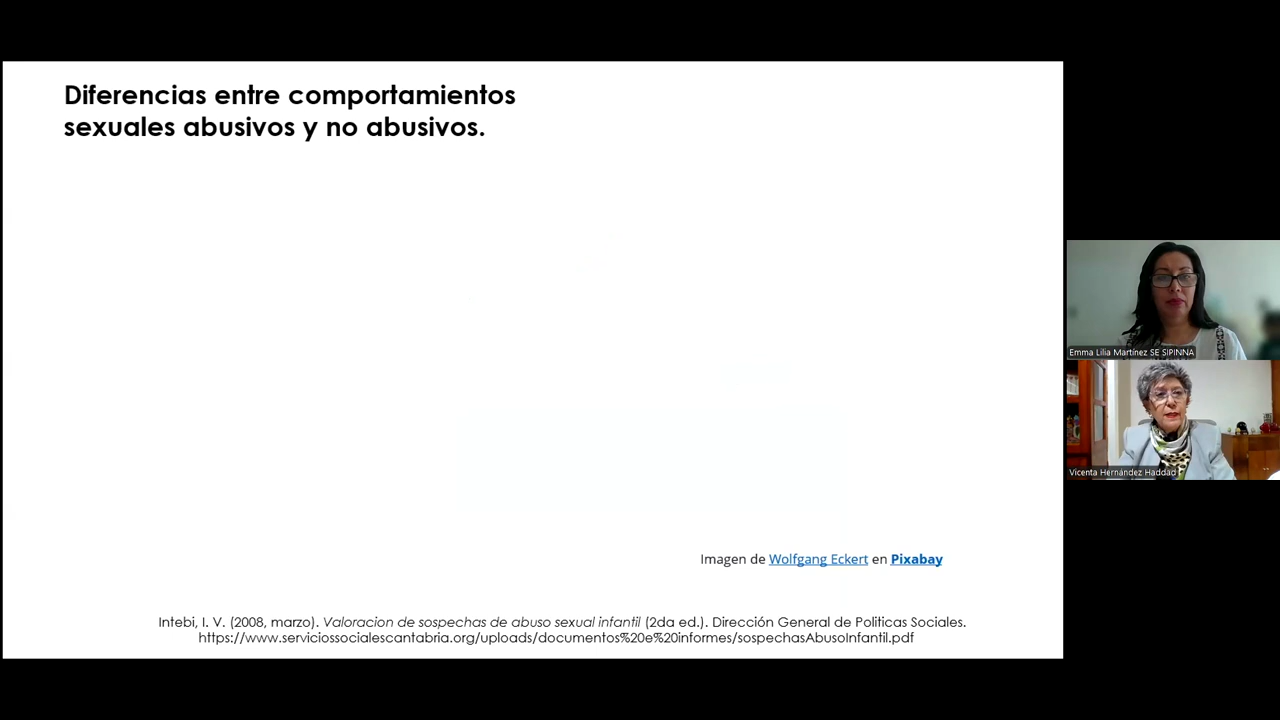 Diferencias entre comportamientos
sexuales abusivos y no abusivos.
Emma Lilia Martínez SE SIPINNA
Vicenta Hernández Haddad
Imagen de Wolfgang Eckert en Pixabay
Intebi, I. V. (2008, marzo). Valoracion de sospechas de abuso sexual infantil (2da ed.). Dirección General de Politicas Sociales.
https://www.serviciossocialescantabria.org/uploads/documentos%20e%20informes/sospechasAbusoInfantil.pdf